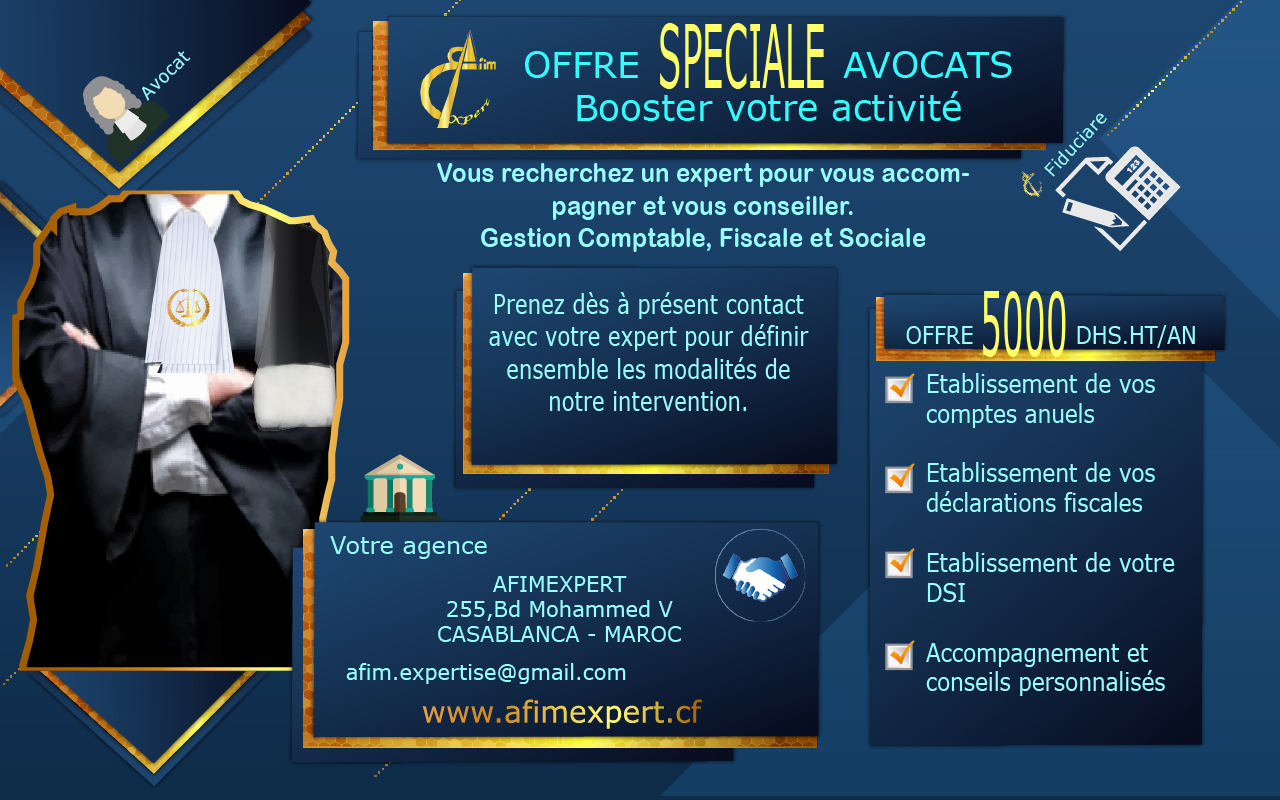 Avocat
Afim
expert
OFFRE SPECIALE AVOCATS
Booster votre activité
Fiduciare
123
Vous recherchez un expert pour vous accom-
pagner et vous conseiller.
Gestion Comptable, Fiscale et Sociale
Prenez dès à présent contact
avec votre expert pour définir
ensemble les modalités de
notre intervention.
OFFRE 5000 DHS.HT/AN
Etablissement de vos
comptes anuels
Etablissement de vos
déclarations fiscales
Etablissement de votre
DSI
Accompagnement et
conseils personnalisés
Votre agence
AFIMEXPERT
255,Bd Mohammed V
CASABLANCA - MAROC
afim.expertise@gmail.com
www.afimexpert.cf